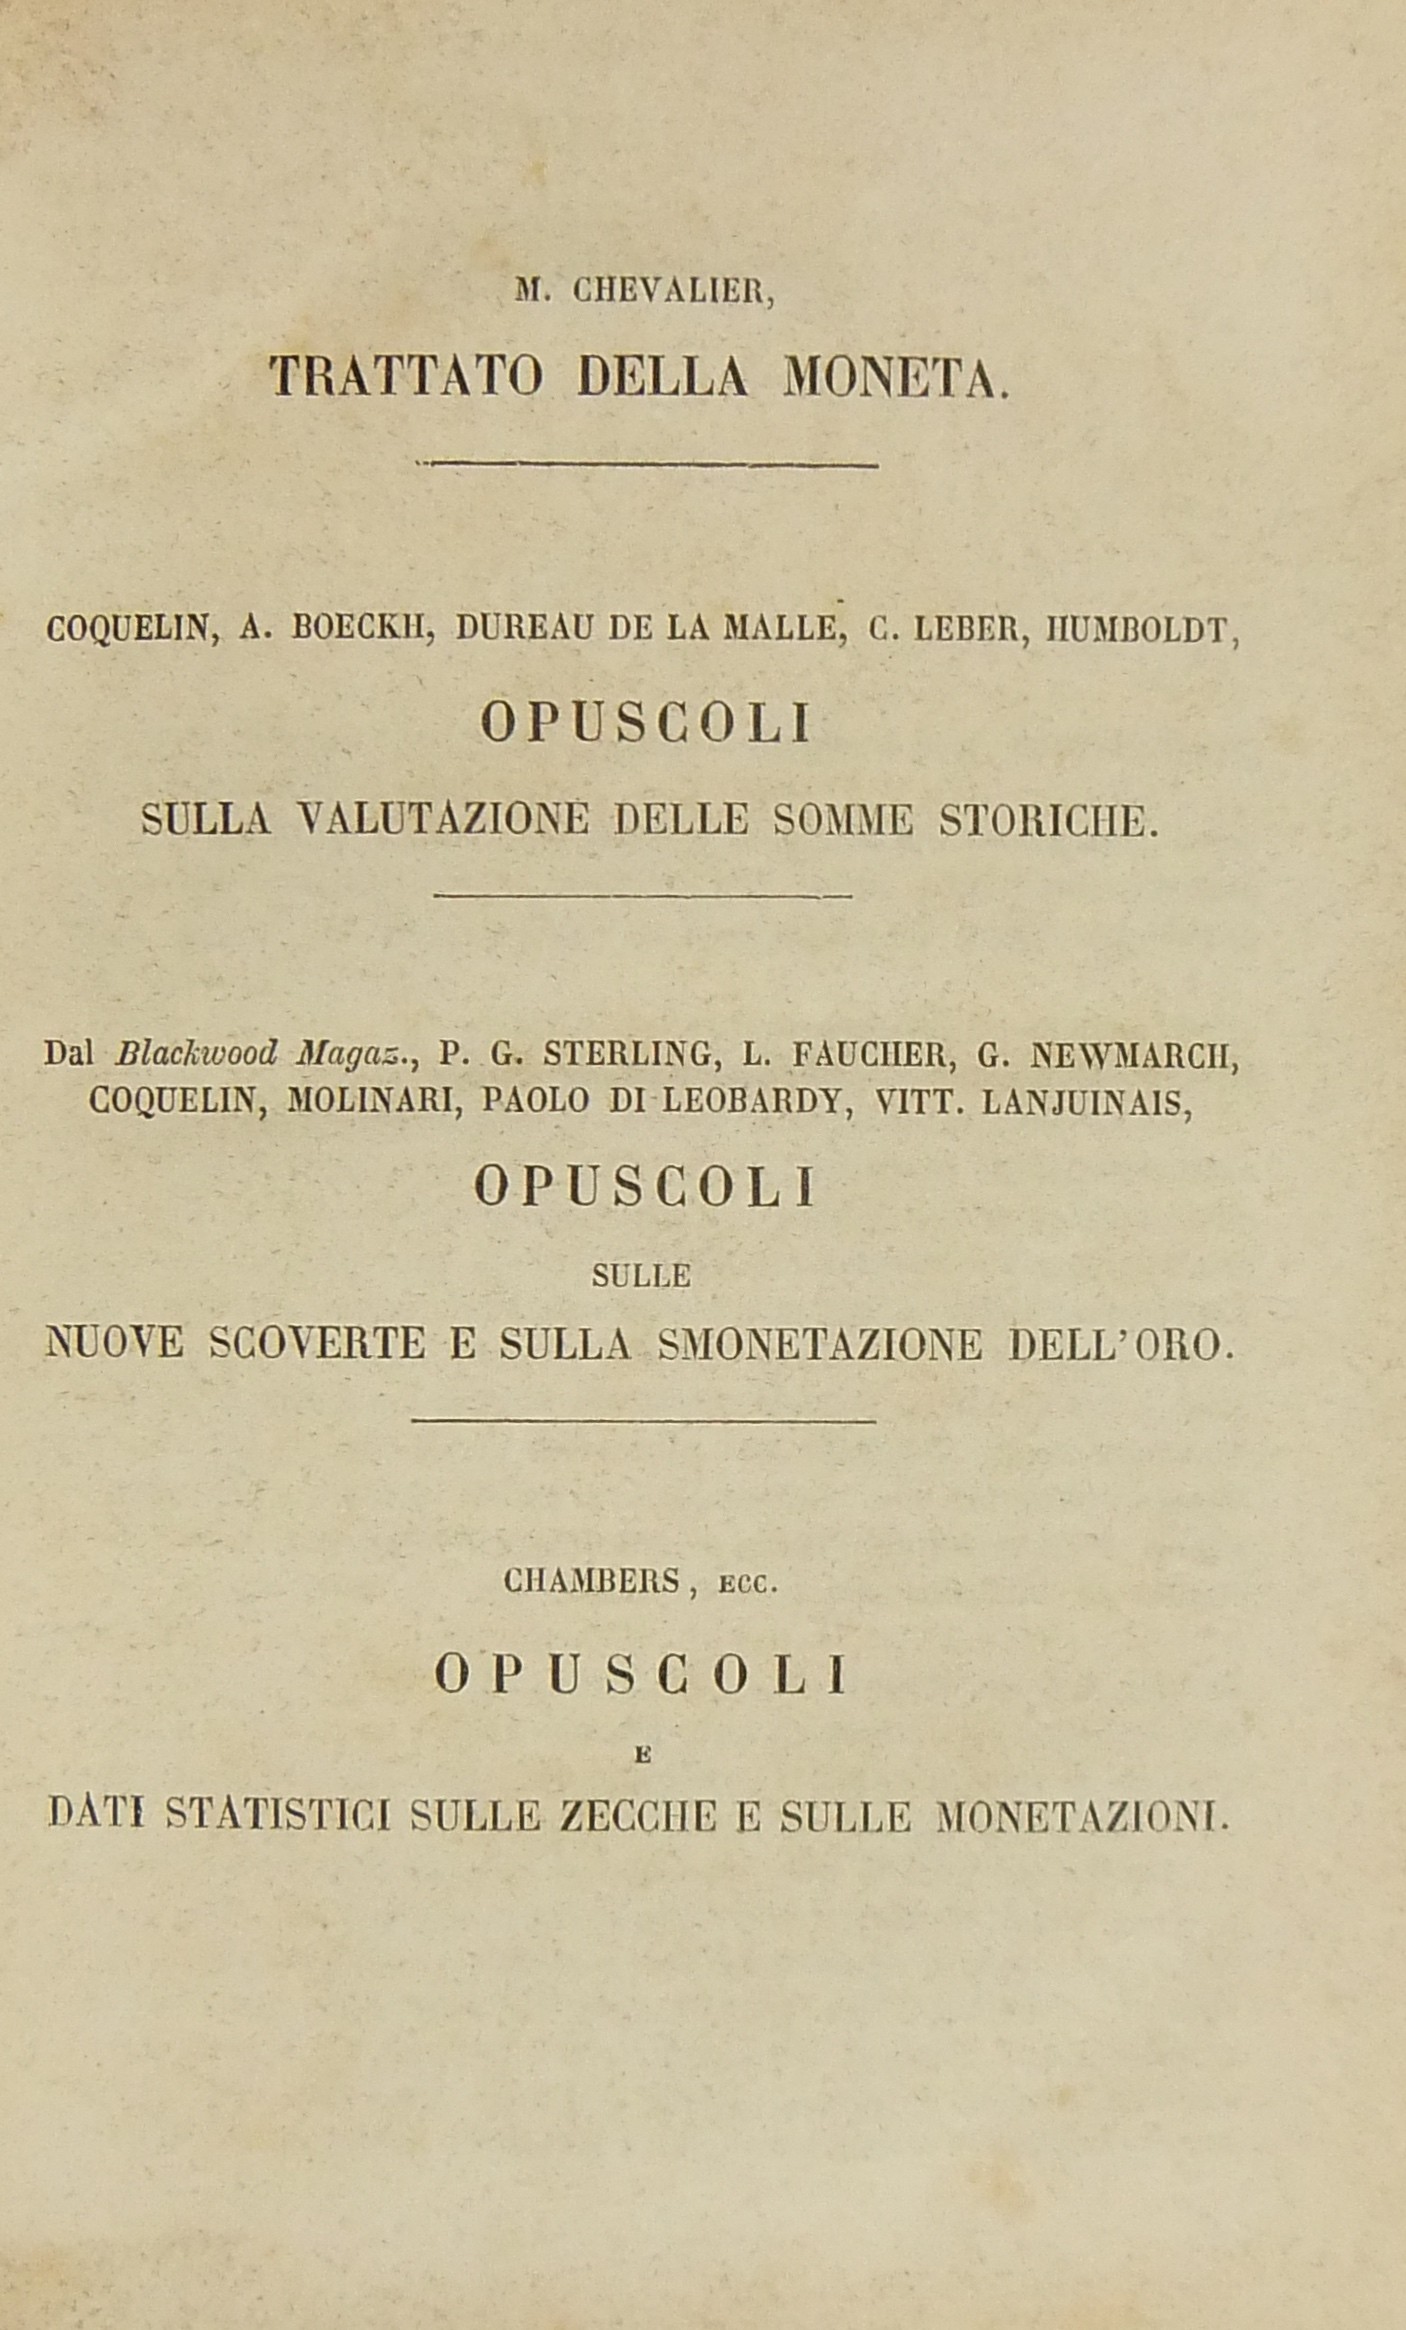 M. CHEVALIER,
TRATTATO DELLA MONETA.
COQUELIN, A. BOECKH, DUREAU DE LA MALLE, C. LEBER, HUMBOLDT,
OPUSCOLI
SULLA VALUTAZIONE DELLE SOMME STORICHE.
Dal Blackwood Magaz., P. G. STERLING, L. FAUCHER, G. NEWMARCH,
COQUELIN, MOLINARI, PAOLO DI LEOBARDY, VITT. LANJUINAIS,
OPUSCOLI
SULLE
NUOVE SCOVERTE E SULLA SMONETAZIONE DELL'ORO.
CHAMBERS, ECC.
OPUSCOLI
E
DATI STATISTICI SULLE ZECCHE E SULLE MONETAZIONI.